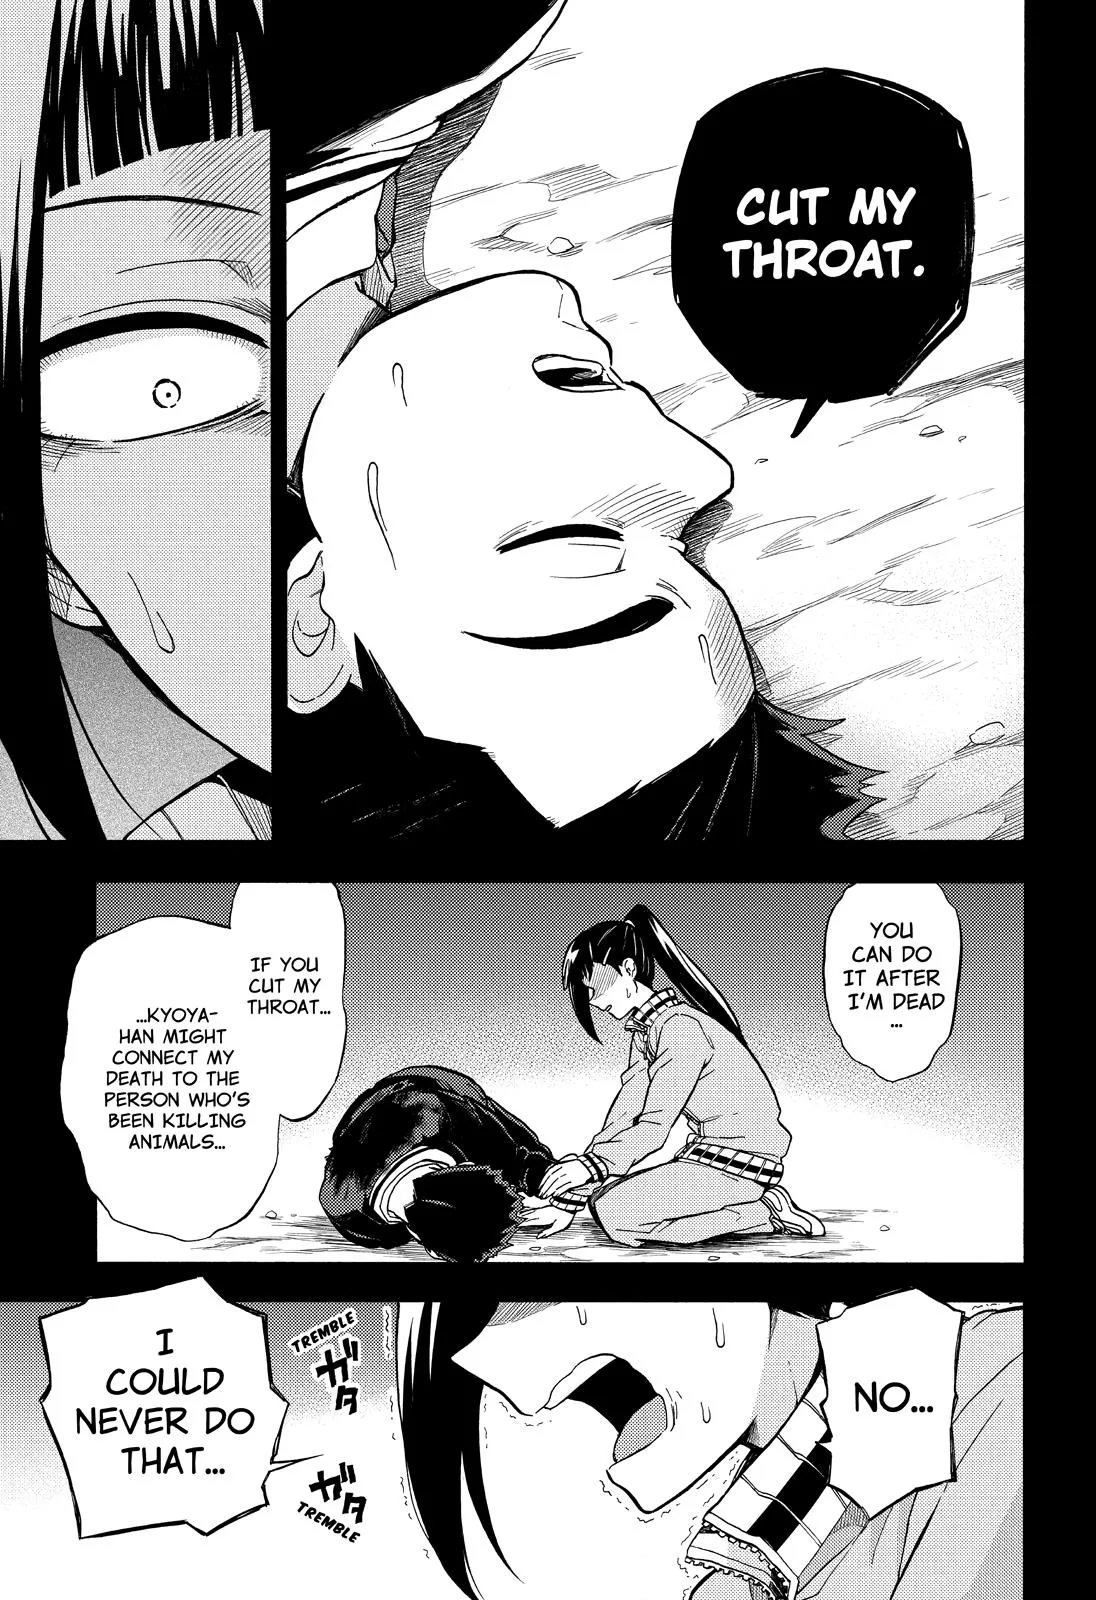 CUT MY
THROAT.
YOU
CAN DO
IT AFTER
I'M DEAD
...
IF YOU
CUT MY
THROAT...
...KYOYA-
HAN MIGHT
CONNECT MY
DEATH TO THE
PERSON WHO'S
BEEN KILLING
ANIMALS...
NO...
TREMBLE
ガタ
I
COULD
NEVER DO
THAT...
ガタ
TREMBLE